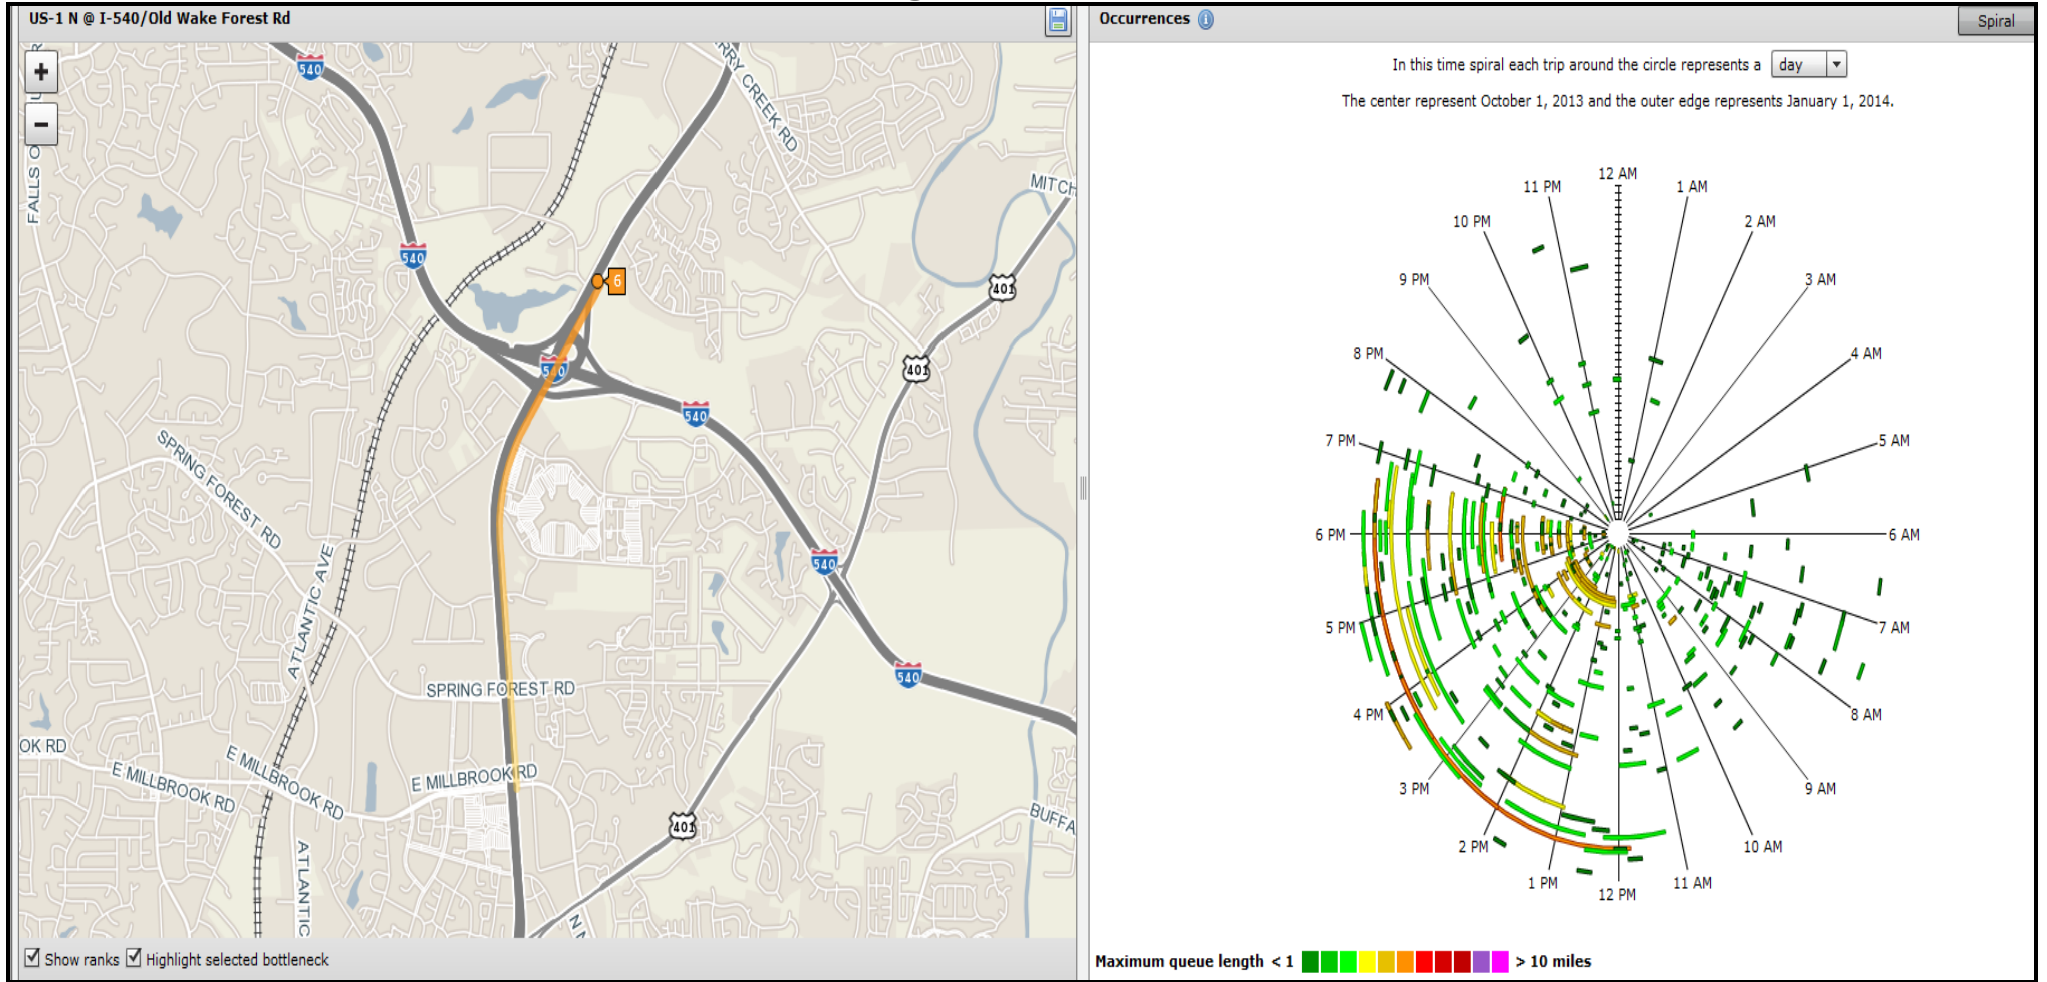 US-1 N @ I-540/Old Wake Forest Rd
Occurrences
Spiral
In this time spiral each trip around the circle represents a day
The center represent October 1, 2013 and the outer edge represents January 1, 2014.
+
−
540
540
540
540
540
540
6
401
401
401
FALLS O
RRY CREEK RD
MITCH
SPRING FOREST RD
ATLANTIC AVE
SPRING FOREST RD
OK RD
E MILLBROOK RD
E MILLBROOK RD
E MILLBROOK RD
ATLANTIC
BUFFA
N N
12 AM
1 AM
2 AM
3 AM
4 AM
5 AM
6 AM
7 AM
8 AM
9 AM
10 AM
11 AM
12 PM
1 PM
2 PM
3 PM
4 PM
5 PM
6 PM
7 PM
8 PM
9 PM
10 PM
11 PM
Show ranks Highlight selected bottleneck
Maximum queue length < 1 > 10 miles